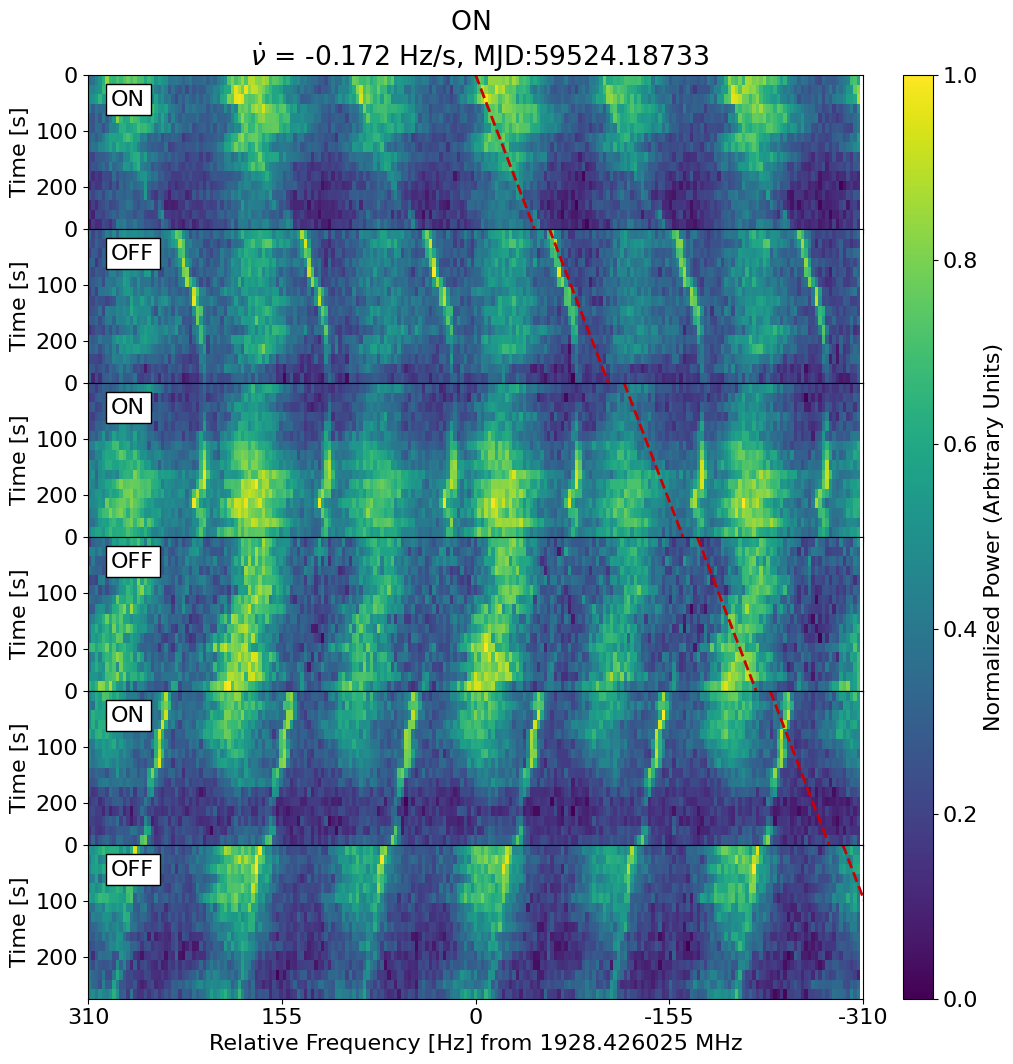 ON
ν̇ = -0.172 Hz/s, MJD:59524.18733
0
ON
100
Time [s]
200
0
OFF
100
Time [s]
200
0
ON
100
Time [s]
200
0
OFF
100
Time [s]
200
0
ON
100
Time [s]
200
0
OFF
100
Time [s]
200
310 155 0 -155 -310
Relative Frequency [Hz] from 1928.426025 MHz
1.0
0.8
0.6
0.4
0.2
0.0
Normalized Power (Arbitrary Units)